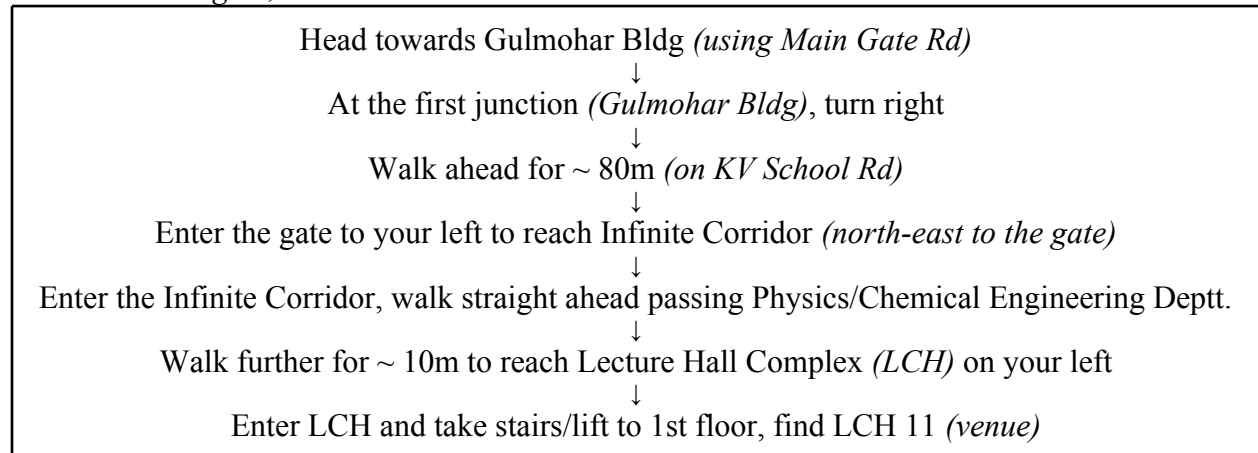 Head towards Gulmohar Bldg (using Main Gate Rd)
↓
At the first junction (Gulmohar Bldg), turn right
↓
Walk ahead for ~ 80m (on KV School Rd)
↓
Enter the gate to your left to reach Infinite Corridor (north-east to the gate)
↓
Enter the Infinite Corridor, walk straight ahead passing Physics/Chemical Engineering Deptt.
↓
Walk further for ~ 10m to reach Lecture Hall Complex (LCH) on your left
↓
Enter LCH and take stairs/lift to 1st floor, find LCH 11 (venue)